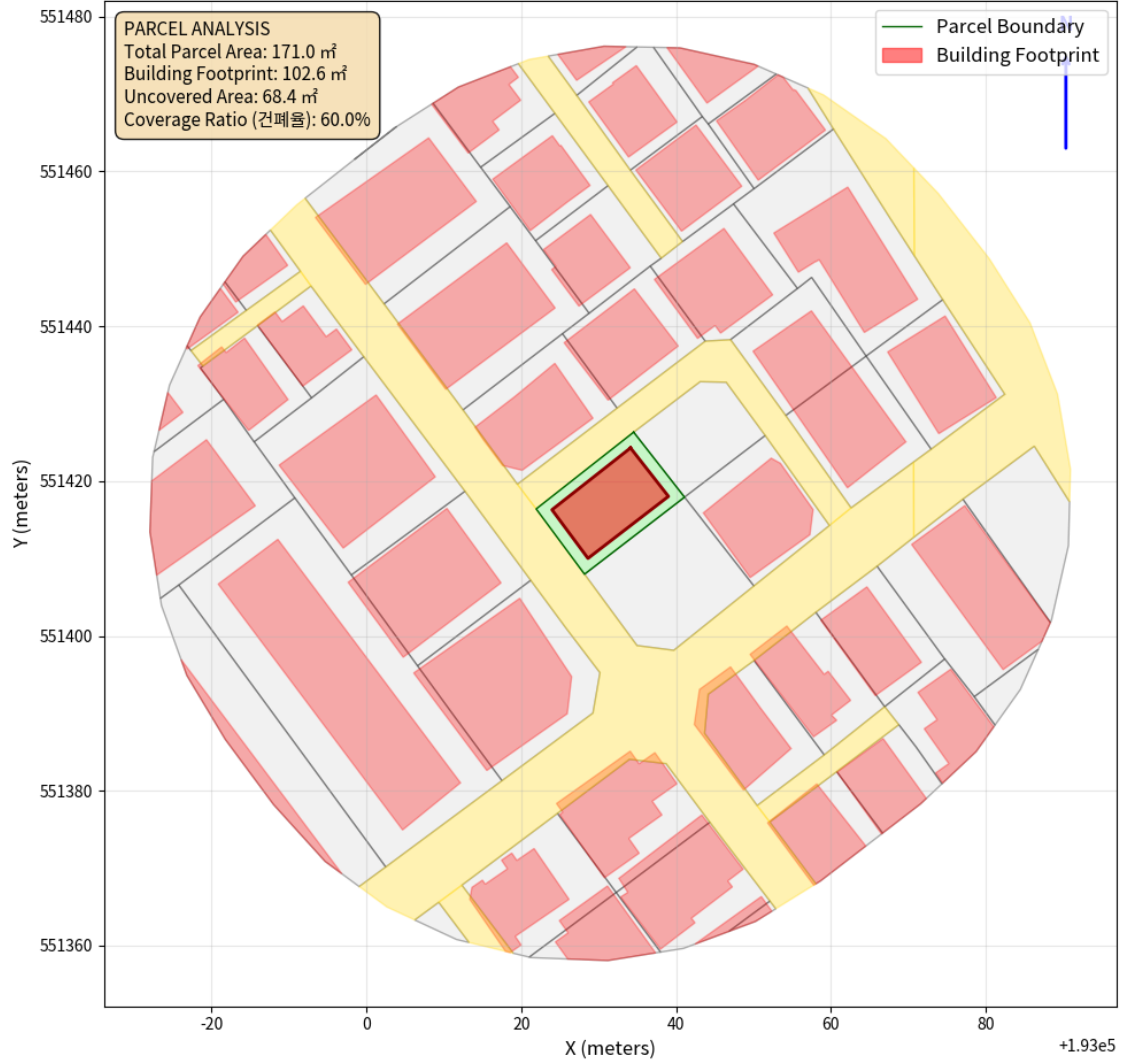 PARCEL ANALYSIS
Total Parcel Area: 171.0 ㎡
Building Footprint: 102.6 ㎡
Uncovered Area: 68.4 ㎡
Coverage Ratio (건폐율): 60.0%
Parcel Boundary
Building Footprint
N
551480
551460
551440
551420
551400
551380
551360
Y (meters)
-20
0
20
40
60
80
X (meters)
+1.93e5